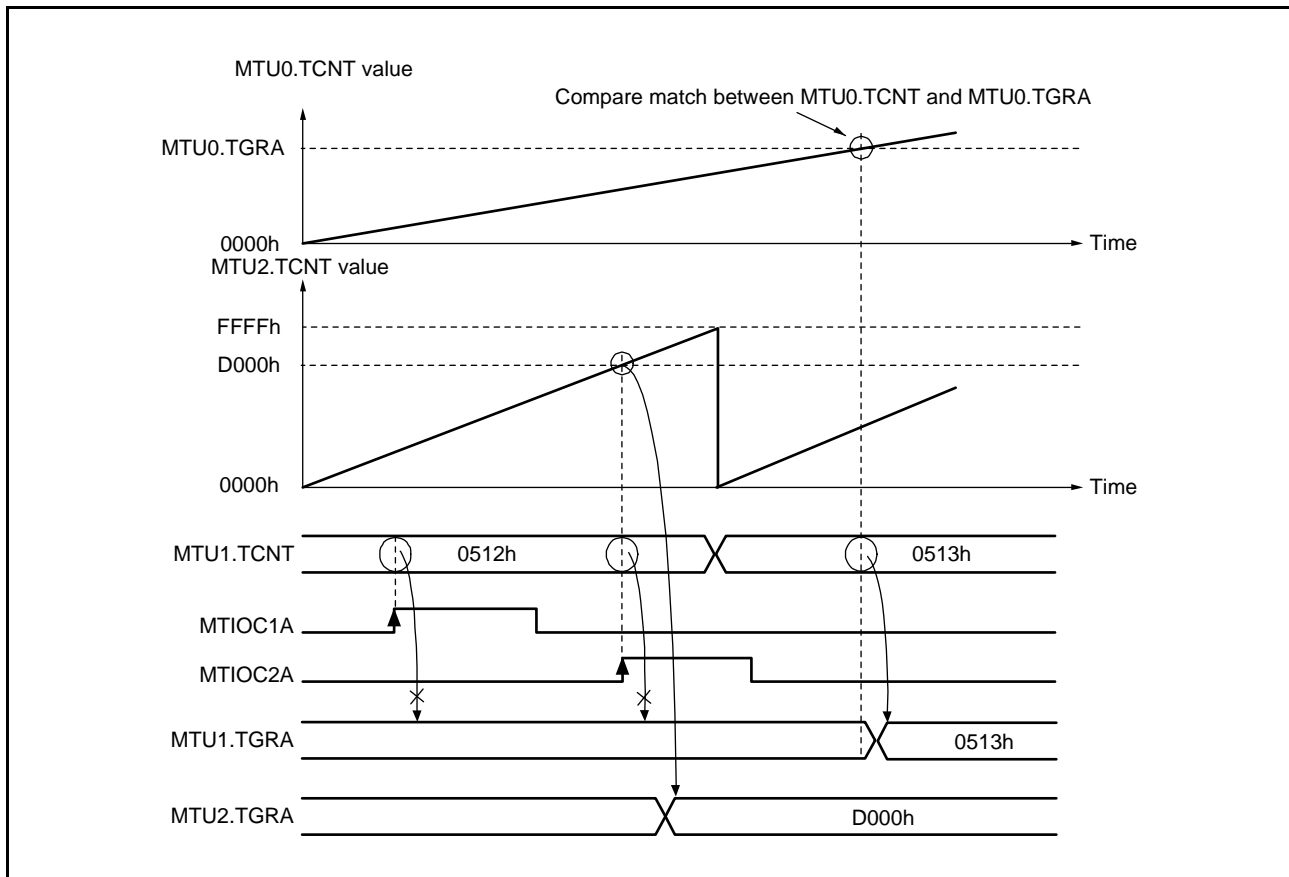 MTU0.TCNT value
Compare match between MTU0.TCNT and MTU0.TGRA
MTU0.TGRA
0000h
Time
MTU2.TCNT value
FFFFh
D000h
0000h
Time
MTU1.TCNT
0512h
0513h
MTIOC1A
MTIOC2A
MTU1.TGRA
0513h
MTU2.TGRA
D000h